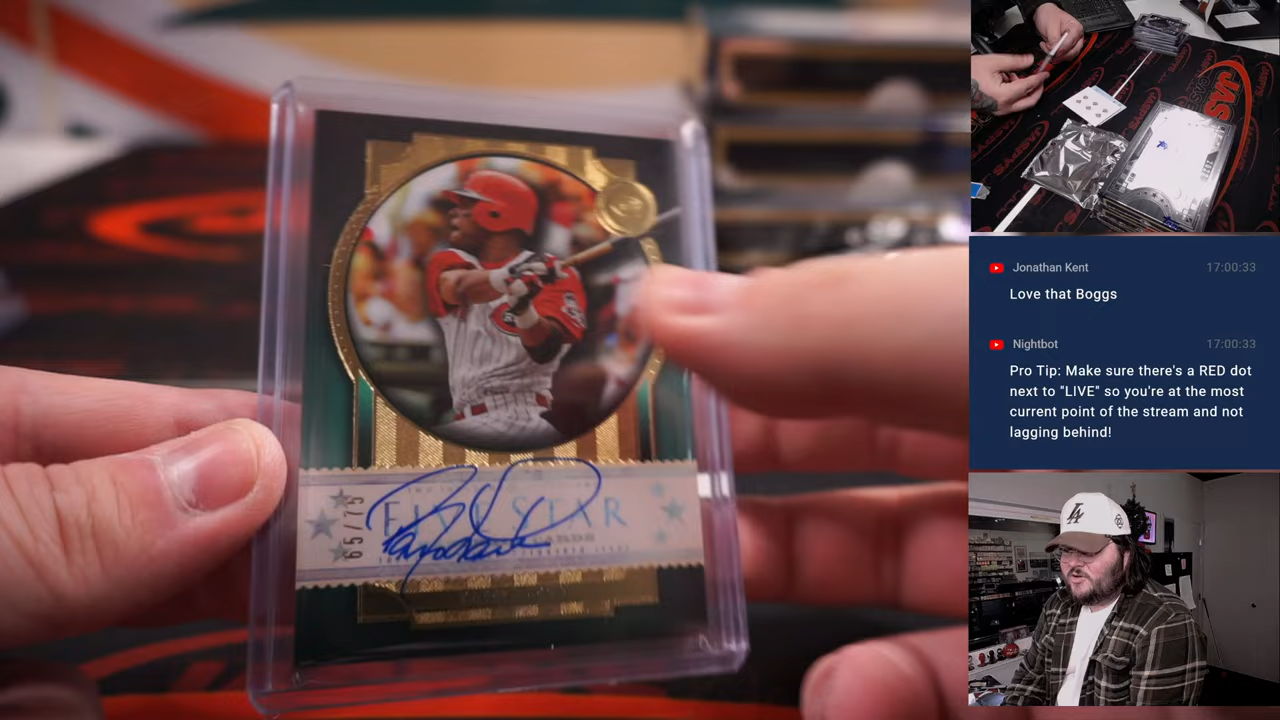 65/75
FIVE STAR
Jonathan Kent 17:00:33
Love that Boggs
Nightbot 17:00:33
Pro Tip: Make sure there's a RED dot
next to "LIVE" so you're at the most
current point of the stream and not
lagging behind!